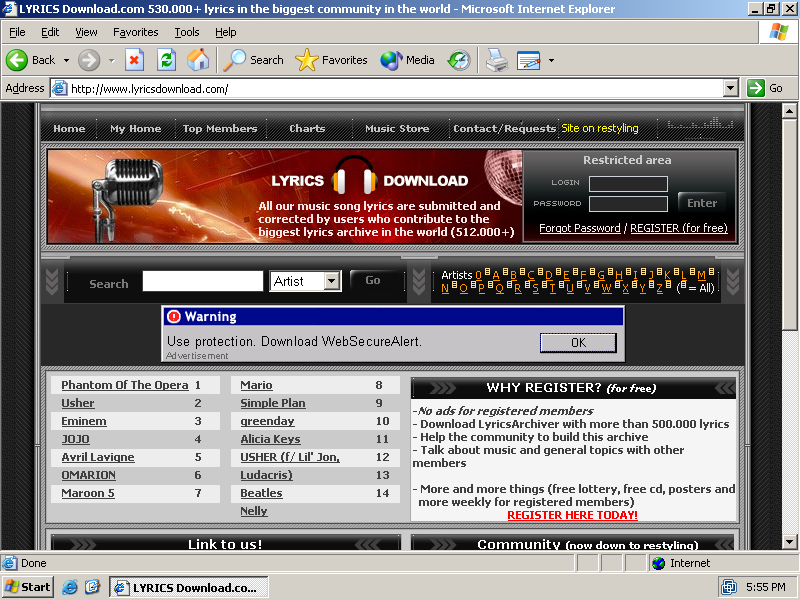 LYRICS Download.com 530.000+ lyrics in the biggest community in the world - Microsoft Internet Explorer
File Edit View Favorites Tools Help
Back Search Favorites Media
Address http://www.lyricsdownload.com/ Go
Home My Home Top Members Charts Music Store Contact/Requests Site on restyling
LYRICS DOWNLOAD
All our music song lyrics are submited and
corrected by users who contribute to the
biggest lyrics archive in the world (512.000+)
Restricted area
LOGIN
PASSWORD Enter
Forgot Password / REGISTER (for free)
Search Artist Go
Artists 0 A B C D E F G H I J K L M
N O P Q R S T U V W X Y Z ( = All)
Warning
Use protection. Download WebSecureAlert. OK
Advertisement
Phantom Of The Opera 1
Usher 2
Eminem 3
JOJO 4
Avril Lavigne 5
OMARION 6
Maroon 5 7
Mario 8
Simple Plan 9
greenday 10
Alicia Keys 11
USHER (f/ Lil' Jon, 12
Ludacris) 13
Beatles 14
Nelly
WHY REGISTER? (for free)
-No ads for registered members
- Download LyricsArchiver with more than 500.000 lyrics
- Help the community to build this archive
- Talk about music and general topics with other
members
- More and more things (free lottery, free cd, posters and
more weekly for registered members)
REGISTER HERE TODAY!
Link to us!
Community (now down to restyling)
Done Internet
Start LYRICS Download.co... 5:55 PM